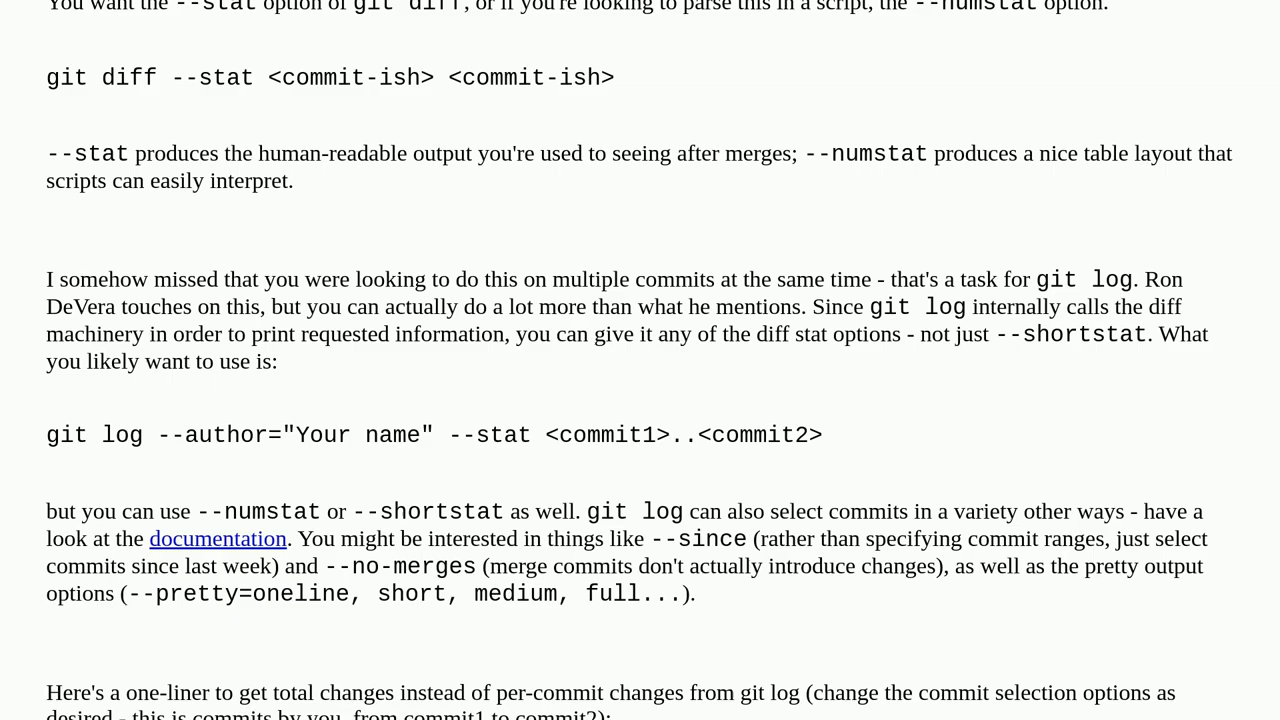 You want the --stat option of git diff, or if you're looking to parse this in a script, the --numstat option.
git diff --stat <commit-ish> <commit-ish>
--stat produces the human-readable output you're used to seeing after merges; --numstat produces a nice table layout that
scripts can easily interpret.
I somehow missed that you were looking to do this on multiple commits at the same time - that's a task for git log. Ron
DeVera touches on this, but you can actually do a lot more than what he mentions. Since git log internally calls the diff
machinery in order to print requested information, you can give it any of the diff stat options - not just --shortstat. What
you likely want to use is:
git log --author="Your name" --stat <commit1>..<commit2>
but you can use --numstat or --shortstat as well. git log can also select commits in a variety other ways - have a
look at the documentation. You might be interested in things like --since (rather than specifying commit ranges, just select
commits since last week) and --no-merges (merge commits don't actually introduce changes), as well as the pretty output
options (--pretty=oneline, short, medium, full...).
Here's a one-liner to get total changes instead of per-commit changes from git log (change the commit selection options as
desired - this is commits by you, from commit1 to commit2):